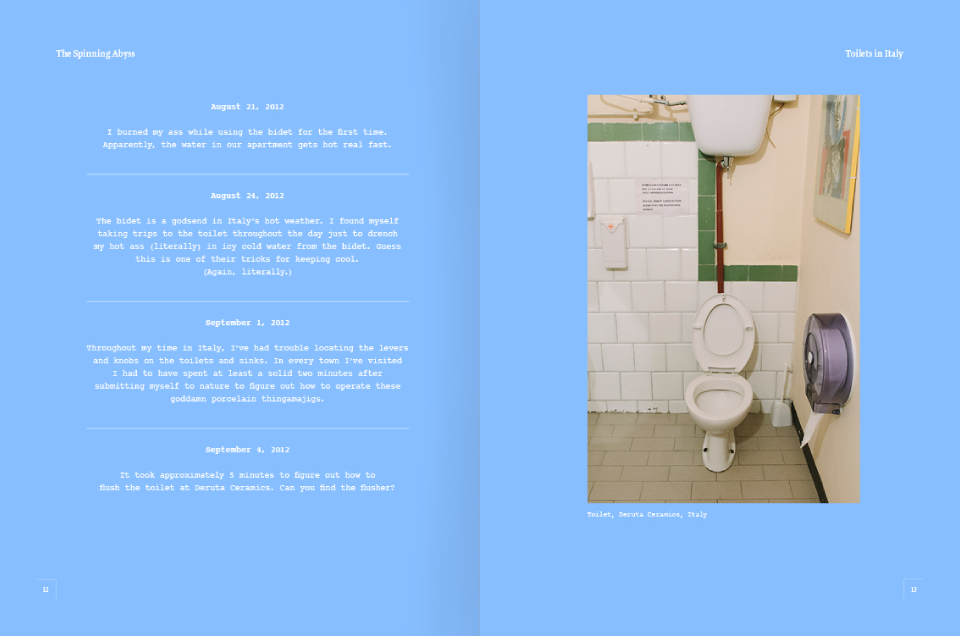 The Spinning Abyss
August 21, 2012
I burned my ass while using the bidet for the first time.
Apparently, the water in our apartment gets hot real fast.
August 24, 2012
The bidet is a godsend in Italy's hot weather. I found myself
taking trips to the toilet throughout the day just to drench
my hot ass (literally) in icy cold water from the bidet. Guess
this is one of their tricks for keeping cool.
(Again, literally.)
September 1, 2012
Throughout my time in Italy, I've had trouble locating the levers
and knobs on the toilets and sinks. In every town I've visited
I had to have spent at least a solid two minutes after
submitting myself to nature to figure out how to operate these
goddamn porcelain thingamajigs.
September 4, 2012
It took approximately 5 minutes to figure out how to
flush the toilet at Deruta Ceramics. Can you find the flusher?
12
Toilets in Italy
Toilet, Deruta Ceramics, Italy
13